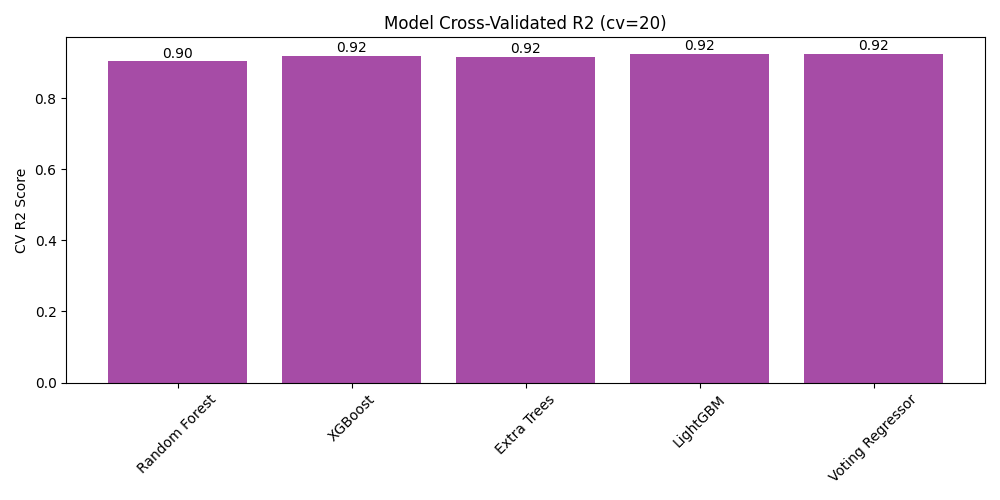 Model Cross-Validated R2 (cv=20)
0.90
0.92
0.92
0.92
0.92
CV R2 Score
0.8
0.6
0.4
0.2
0.0
Random Forest
XGBoost
Extra Trees
LightGBM
Voting Regressor